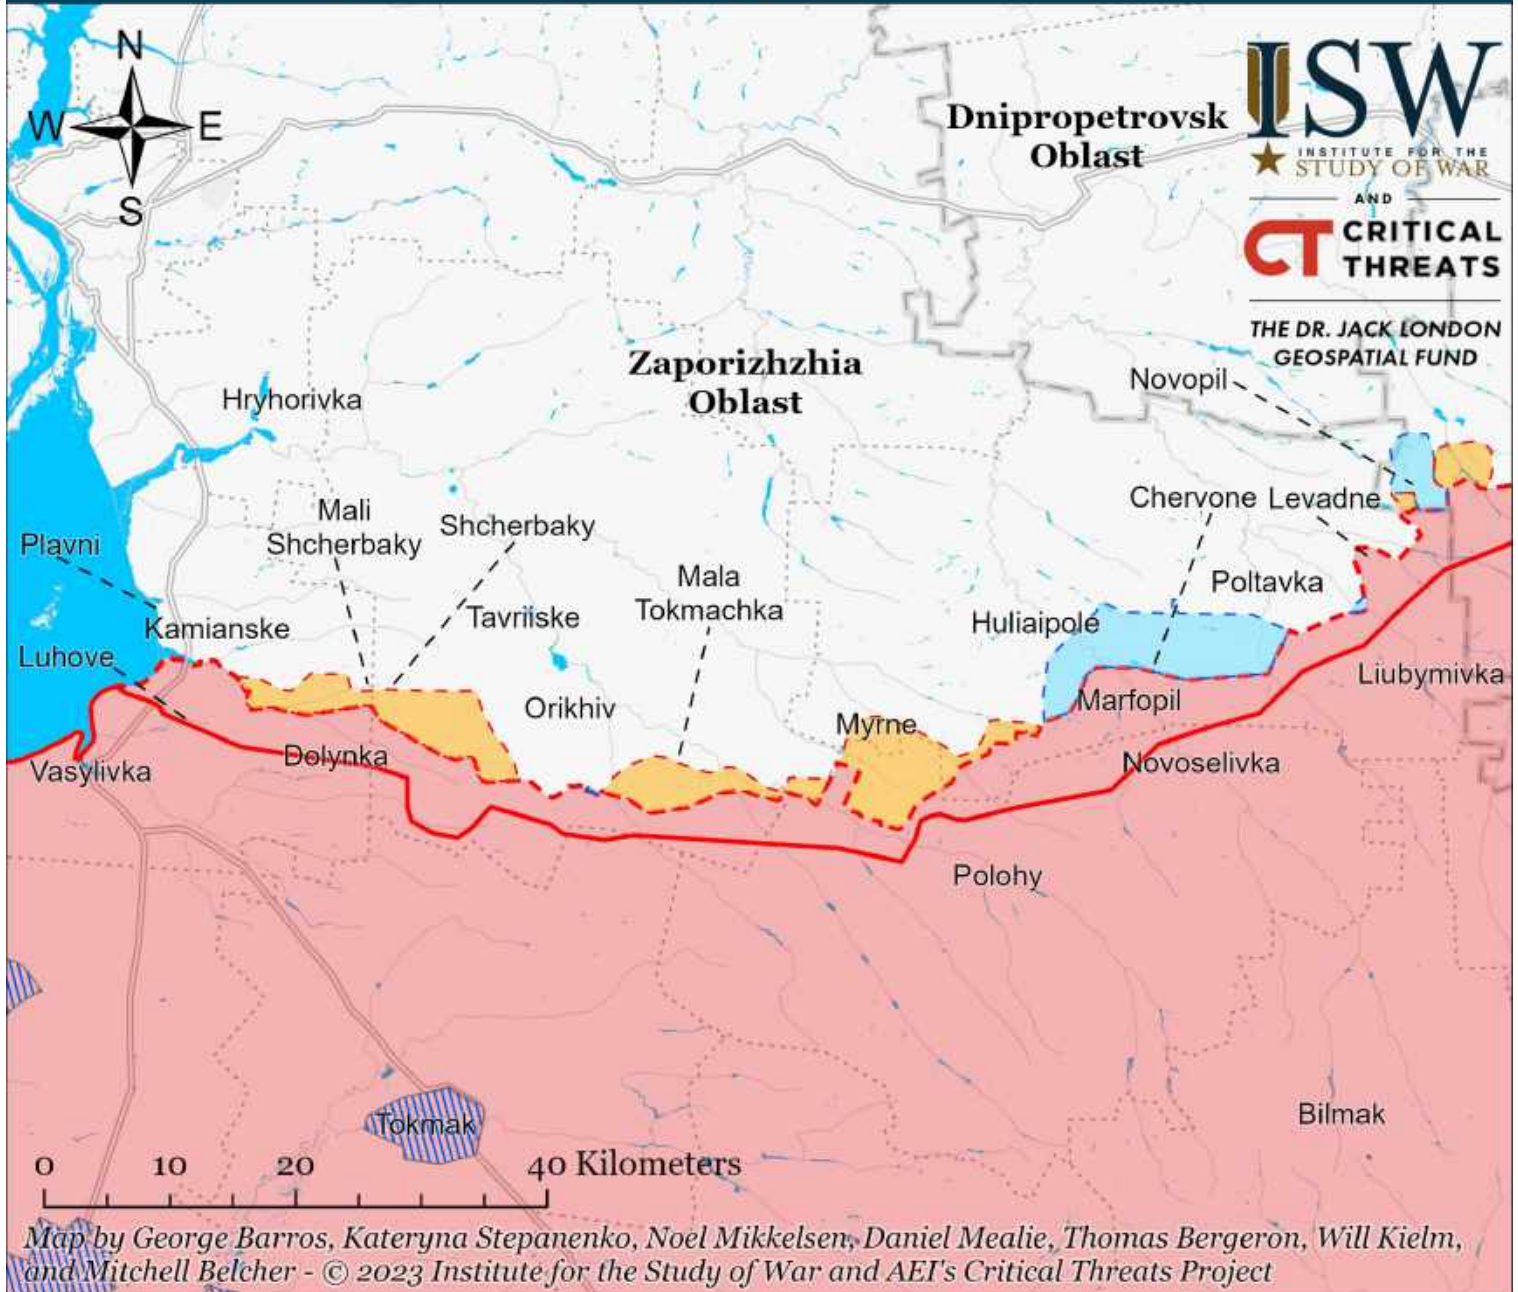 N
W E
S
ISW
INSTITUTE FOR THE
STUDY OF WAR
AND
CT CRITICAL
THREATS
THE DR. JACK LONDON
GEOSPATIAL FUND
Dnipropetrovsk
Oblast
Zaporizhzhia
Oblast
Novopil
Hryhorivka
Mali
Shcherbaky
Shcherbaky
Chervone
Levadne
Plavni
Mala
Tokmachka
Poltavka
Kamianske
Tavriiske
Huliaipole
Luhove
Liubymivka
Orikhiv
Marfopil
Myrne
Dolynka
Vasylivka
Novoselivka
Polohy
Tokmak
Bilmak
0 10 20 40 Kilometers
Map by George Barros, Kateryna Stepanenko, Noel Mikkelsen, Daniel Mealie, Thomas Bergeron, Will Kielm,
and Mitchell Belcher - © 2023 Institute for the Study of War and AEI's Critical Threats Project